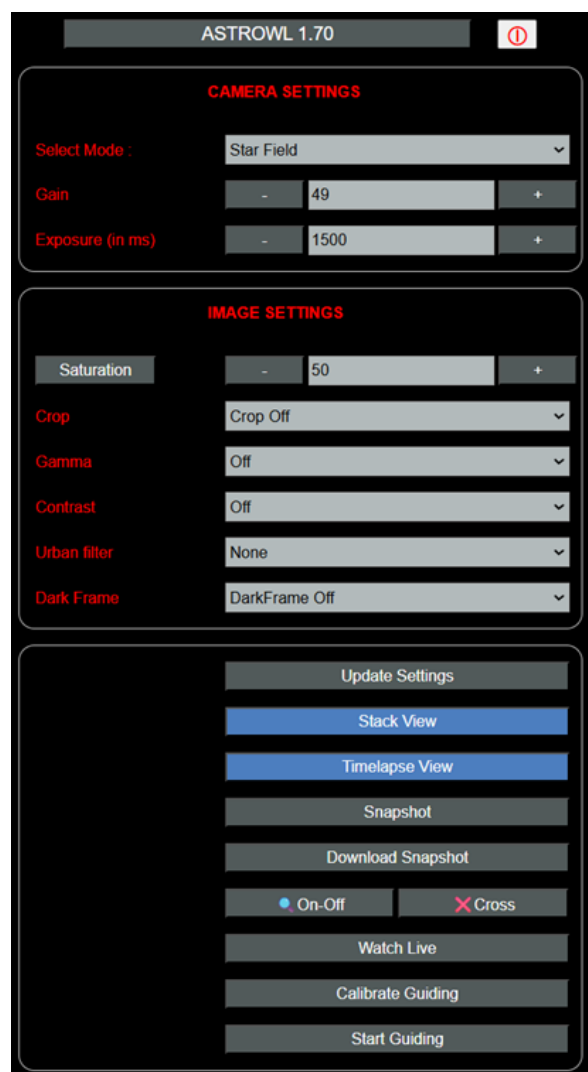 ASTROWL 1.70
CAMERA SETTINGS
Select Mode : Star Field
Gain - 49 +
Exposure (in ms) - 1500 +
IMAGE SETTINGS
Saturation - 50 +
Crop Crop Off
Gamma Off
Contrast Off
Urban filter None
Dark Frame DarkFrame Off
Update Settings
Stack View
Timelapse View
Snapshot
Download Snapshot
On-Off Cross
Watch Live
Calibrate Guiding
Start Guiding